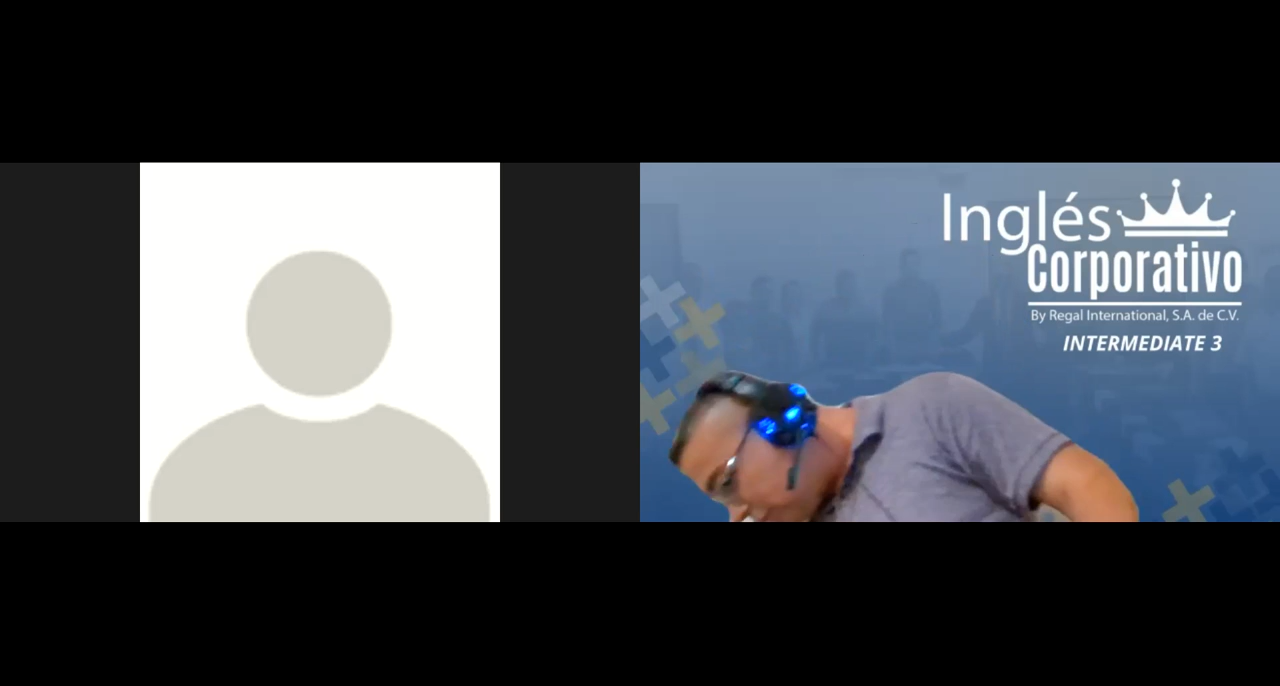 Inglés
Corporativo
By Regal International, S.A. de C.V.
INTERMEDIATE 3